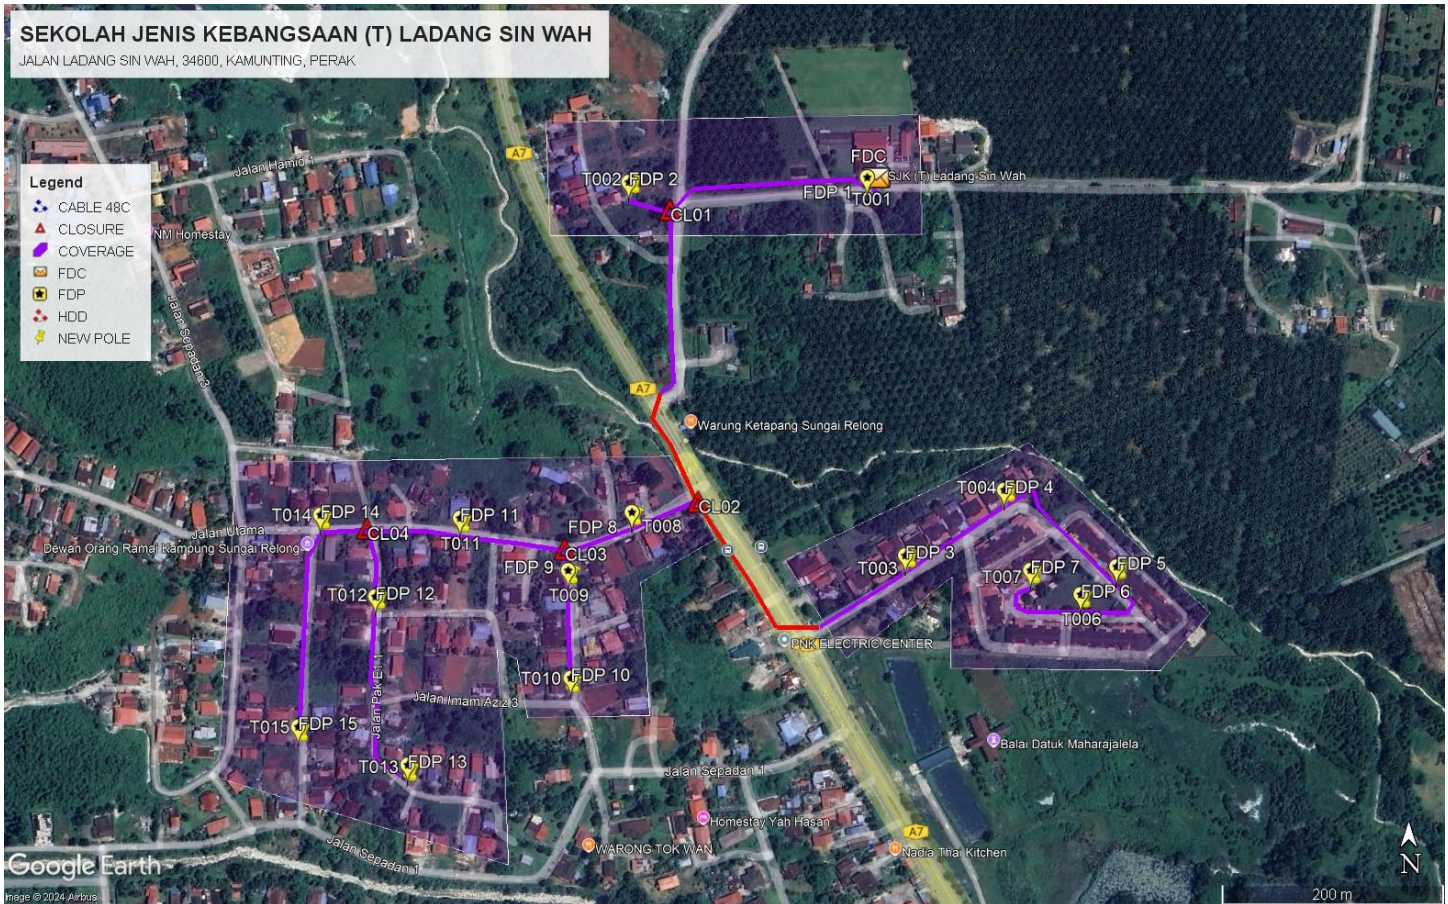 SEKOLAH JENIS KEBANGSAAN (T) LADANG SIN WAH
JALAN LADANG SIN WAH, 34600, KAMUNTING, PERAK
Legend
CABLE 48C
CLOSURE
COVERAGE
FDC
FDP
HDD
NEW POLE
A7
Jalan Hamid 1
FDC
SJK (T) Ladang Sin Wah
T002
FDP 2
FDP 1
T001
CL01
NM Homestay
Jalan Sepadan 3
A7
Warung Ketapang Sungai Relong
T004
FDP 4
CL02
T014
FDP 14
FDP 11
FDP 8
T008
Jalan Utama
CL04
T011
Dewan Orang Ramai Kampung Sungai Relong
CL03
FDP 3
T003
FDP 9
T009
FDP 7
T007
FDP 5
FDP 6
T006
T012
FDP 12
PNK ELECTRIC CENTER
Jalan Pak E1 1
T010
FDP 10
Jalan Imam Aziz 3
T015
FDP 15
Balai Datuk Maharajalela
T013
FDP 13
Jalan Sepadan 1
Homestay Yah Hasan
A7
WARONG TOK WAN
Nadia Thai Kitchen
Jalan Sepadan 1
Google Earth
Image © 2024 Airbus
N
200 m